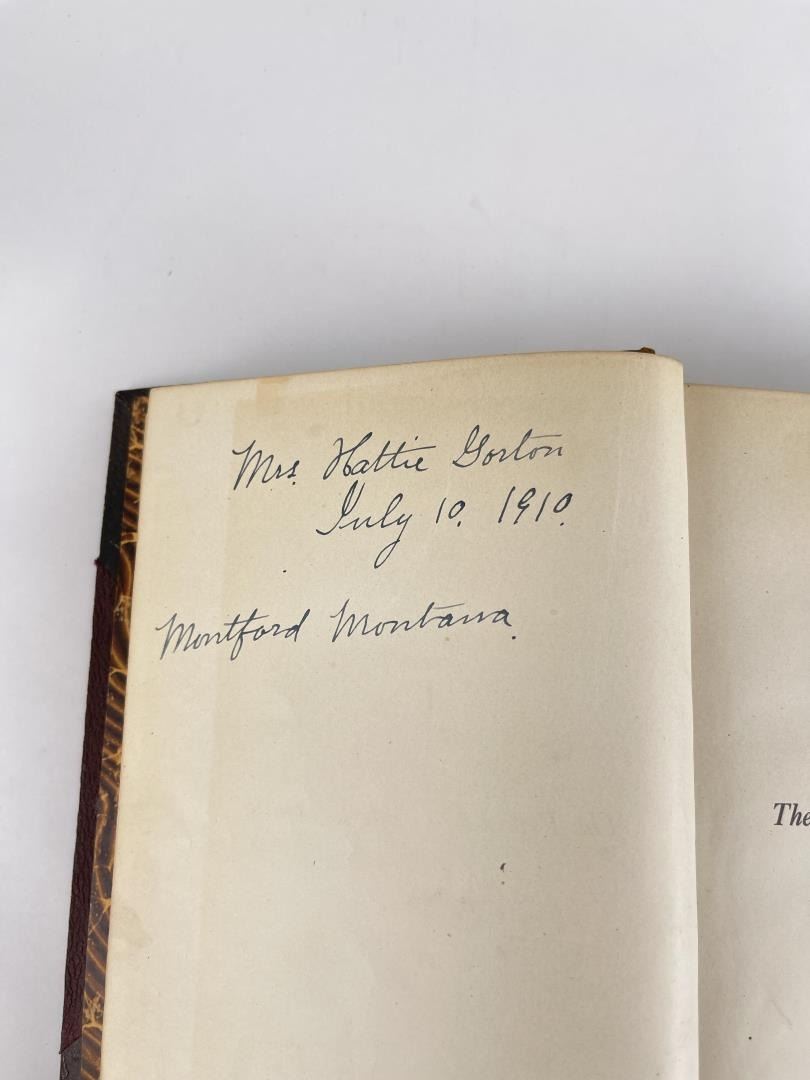 Mrs. Hattie Gorton
July 10, 1910.
Montford Montana.
The